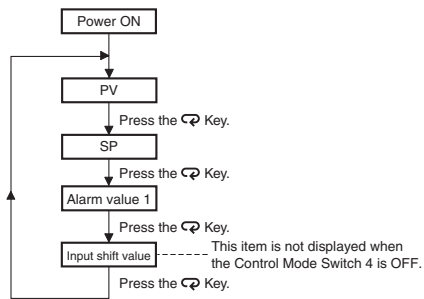 Power ON
PV
Press the Key.
SP
Press the Key.
Alarm value 1
Press the Key.
Input shift value
This item is not displayed when
the Control Mode Switch 4 is OFF.
Press the Key.